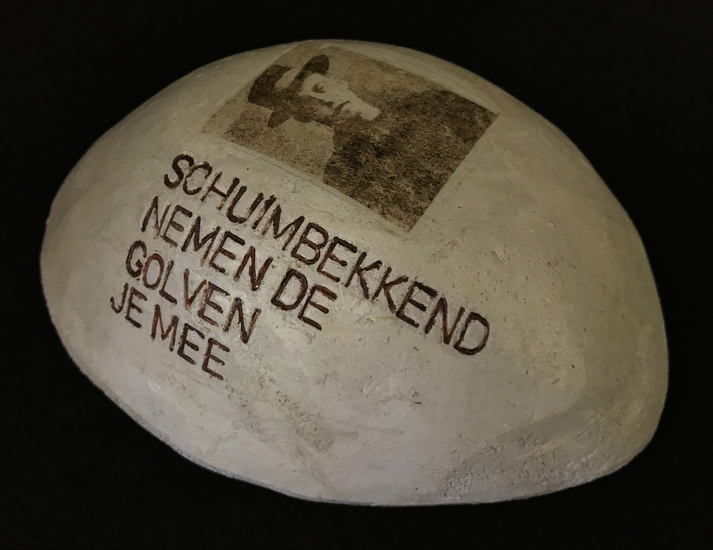 SCHUIMBEKKEND
NEMEN DE
GOLVEN
JE MEE